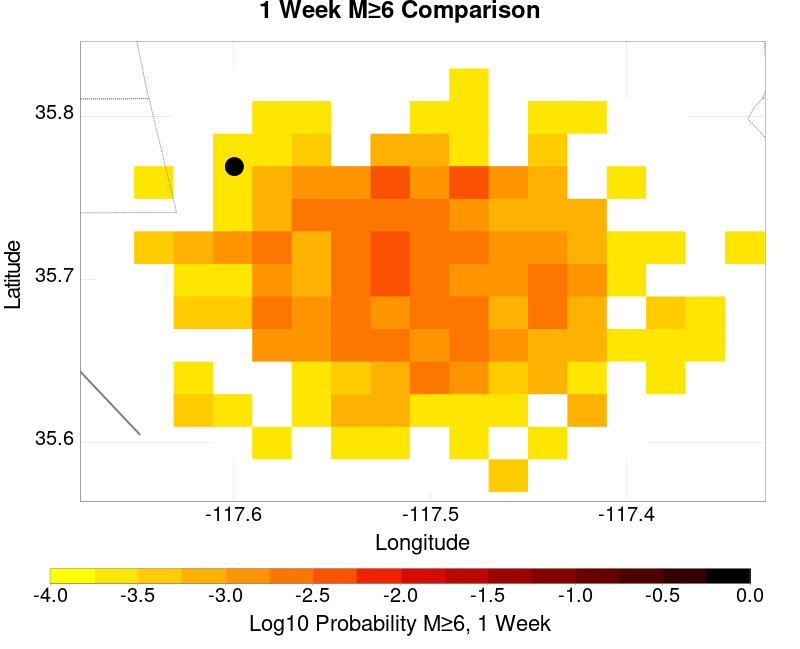 1 Week M≥6 Comparison
35.8
35.7
35.6
Latitude
-117.6 -117.5 -117.4
Longitude
-4.0 -3.5 -3.0 -2.5 -2.0 -1.5 -1.0 -0.5 0.0
Log10 Probability M≥6, 1 Week